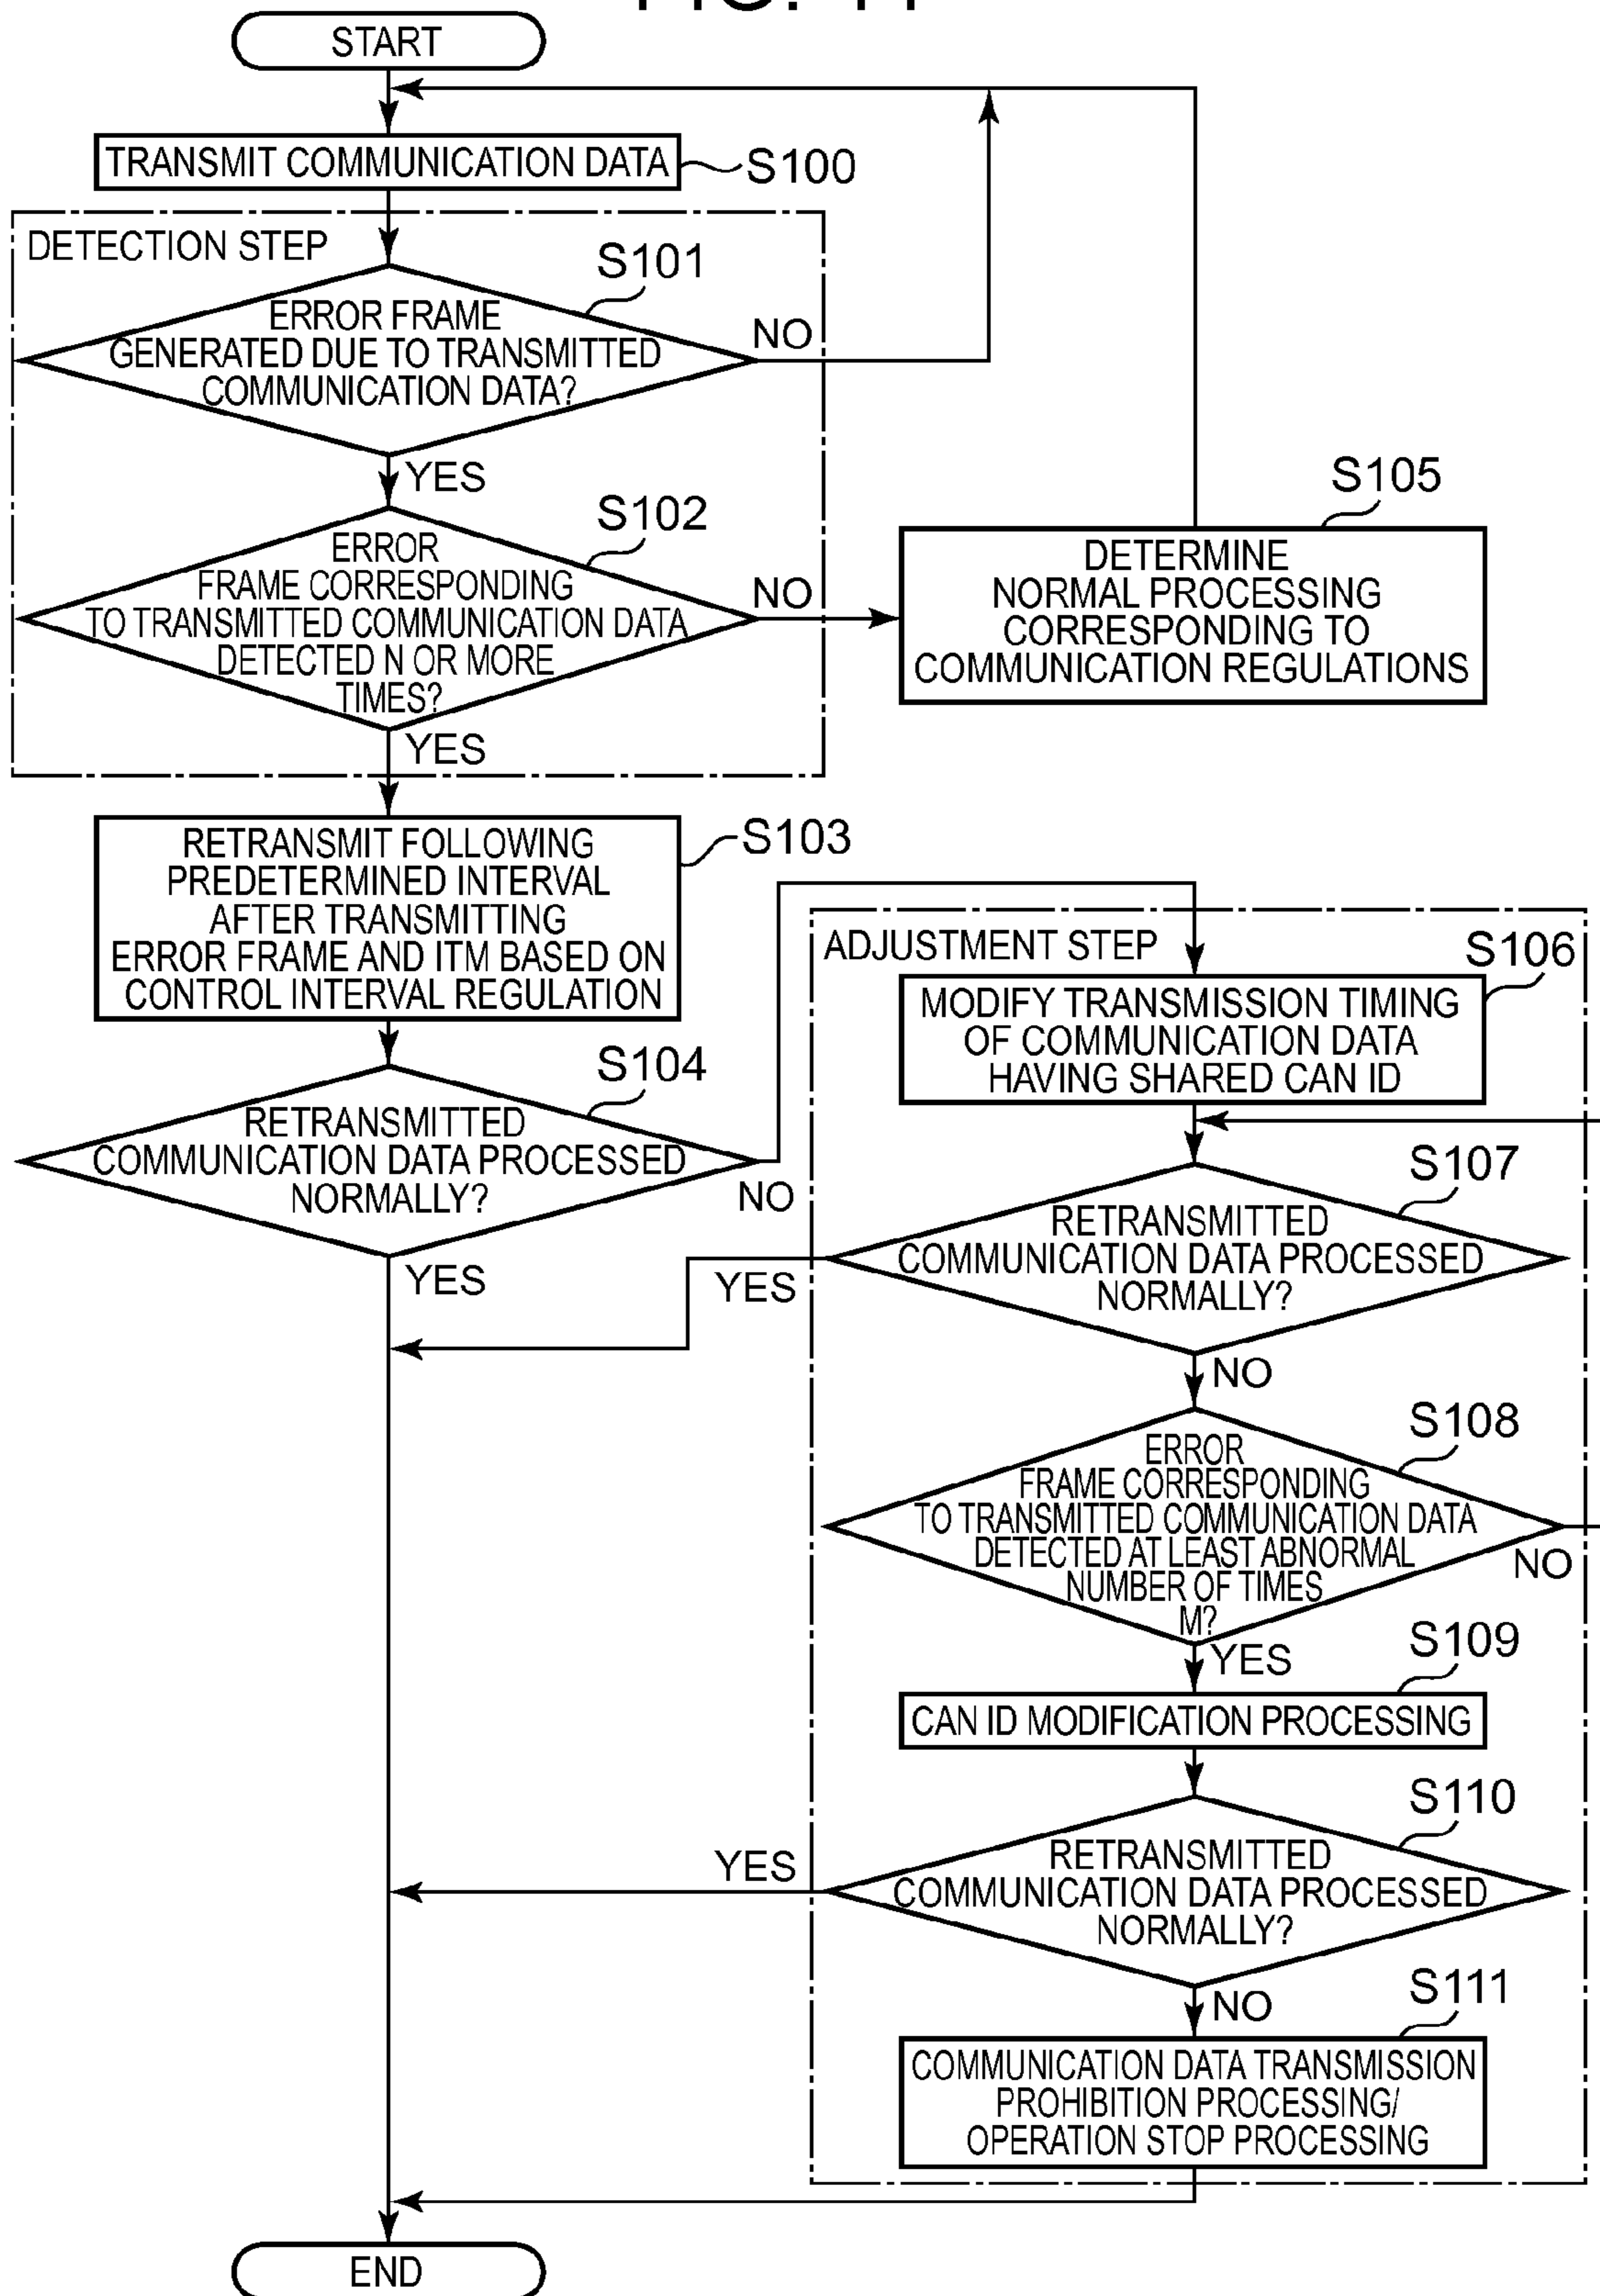 START
TRANSMIT COMMUNICATION DATA
S100
DETECTION STEP
S101
ERROR FRAME
GENERATED DUE TO TRANSMITTED
COMMUNICATION DATA?
NO
YES
S102
ERROR
FRAME CORRESPONDING
TO TRANSMITTED COMMUNICATION DATA
DETECTED N OR MORE
TIMES?
NO
YES
S105
DETERMINE
NORMAL PROCESSING
CORRESPONDING TO
COMMUNICATION REGULATIONS
RETRANSMIT FOLLOWING
PREDETERMINED INTERVAL
AFTER TRANSMITTING
ERROR FRAME AND ITM BASED ON
CONTROL INTERVAL REGULATION
S103
S104
RETRANSMITTED
COMMUNICATION DATA PROCESSED
NORMALLY?
NO
YES
ADJUSTMENT STEP
S106
MODIFY TRANSMISSION TIMING
OF COMMUNICATION DATA
HAVING SHARED CAN ID
S107
RETRANSMITTED
COMMUNICATION DATA PROCESSED
NORMALLY?
YES
NO
S108
ERROR
FRAME CORRESPONDING
TO TRANSMITTED COMMUNICATION DATA
DETECTED AT LEAST ABNORMAL
NUMBER OF TIMES
M?
NO
YES
S109
CAN ID MODIFICATION PROCESSING
S110
RETRANSMITTED
COMMUNICATION DATA PROCESSED
NORMALLY?
YES
NO
S111
COMMUNICATION DATA TRANSMISSION
PROHIBITION PROCESSING/
OPERATION STOP PROCESSING
END